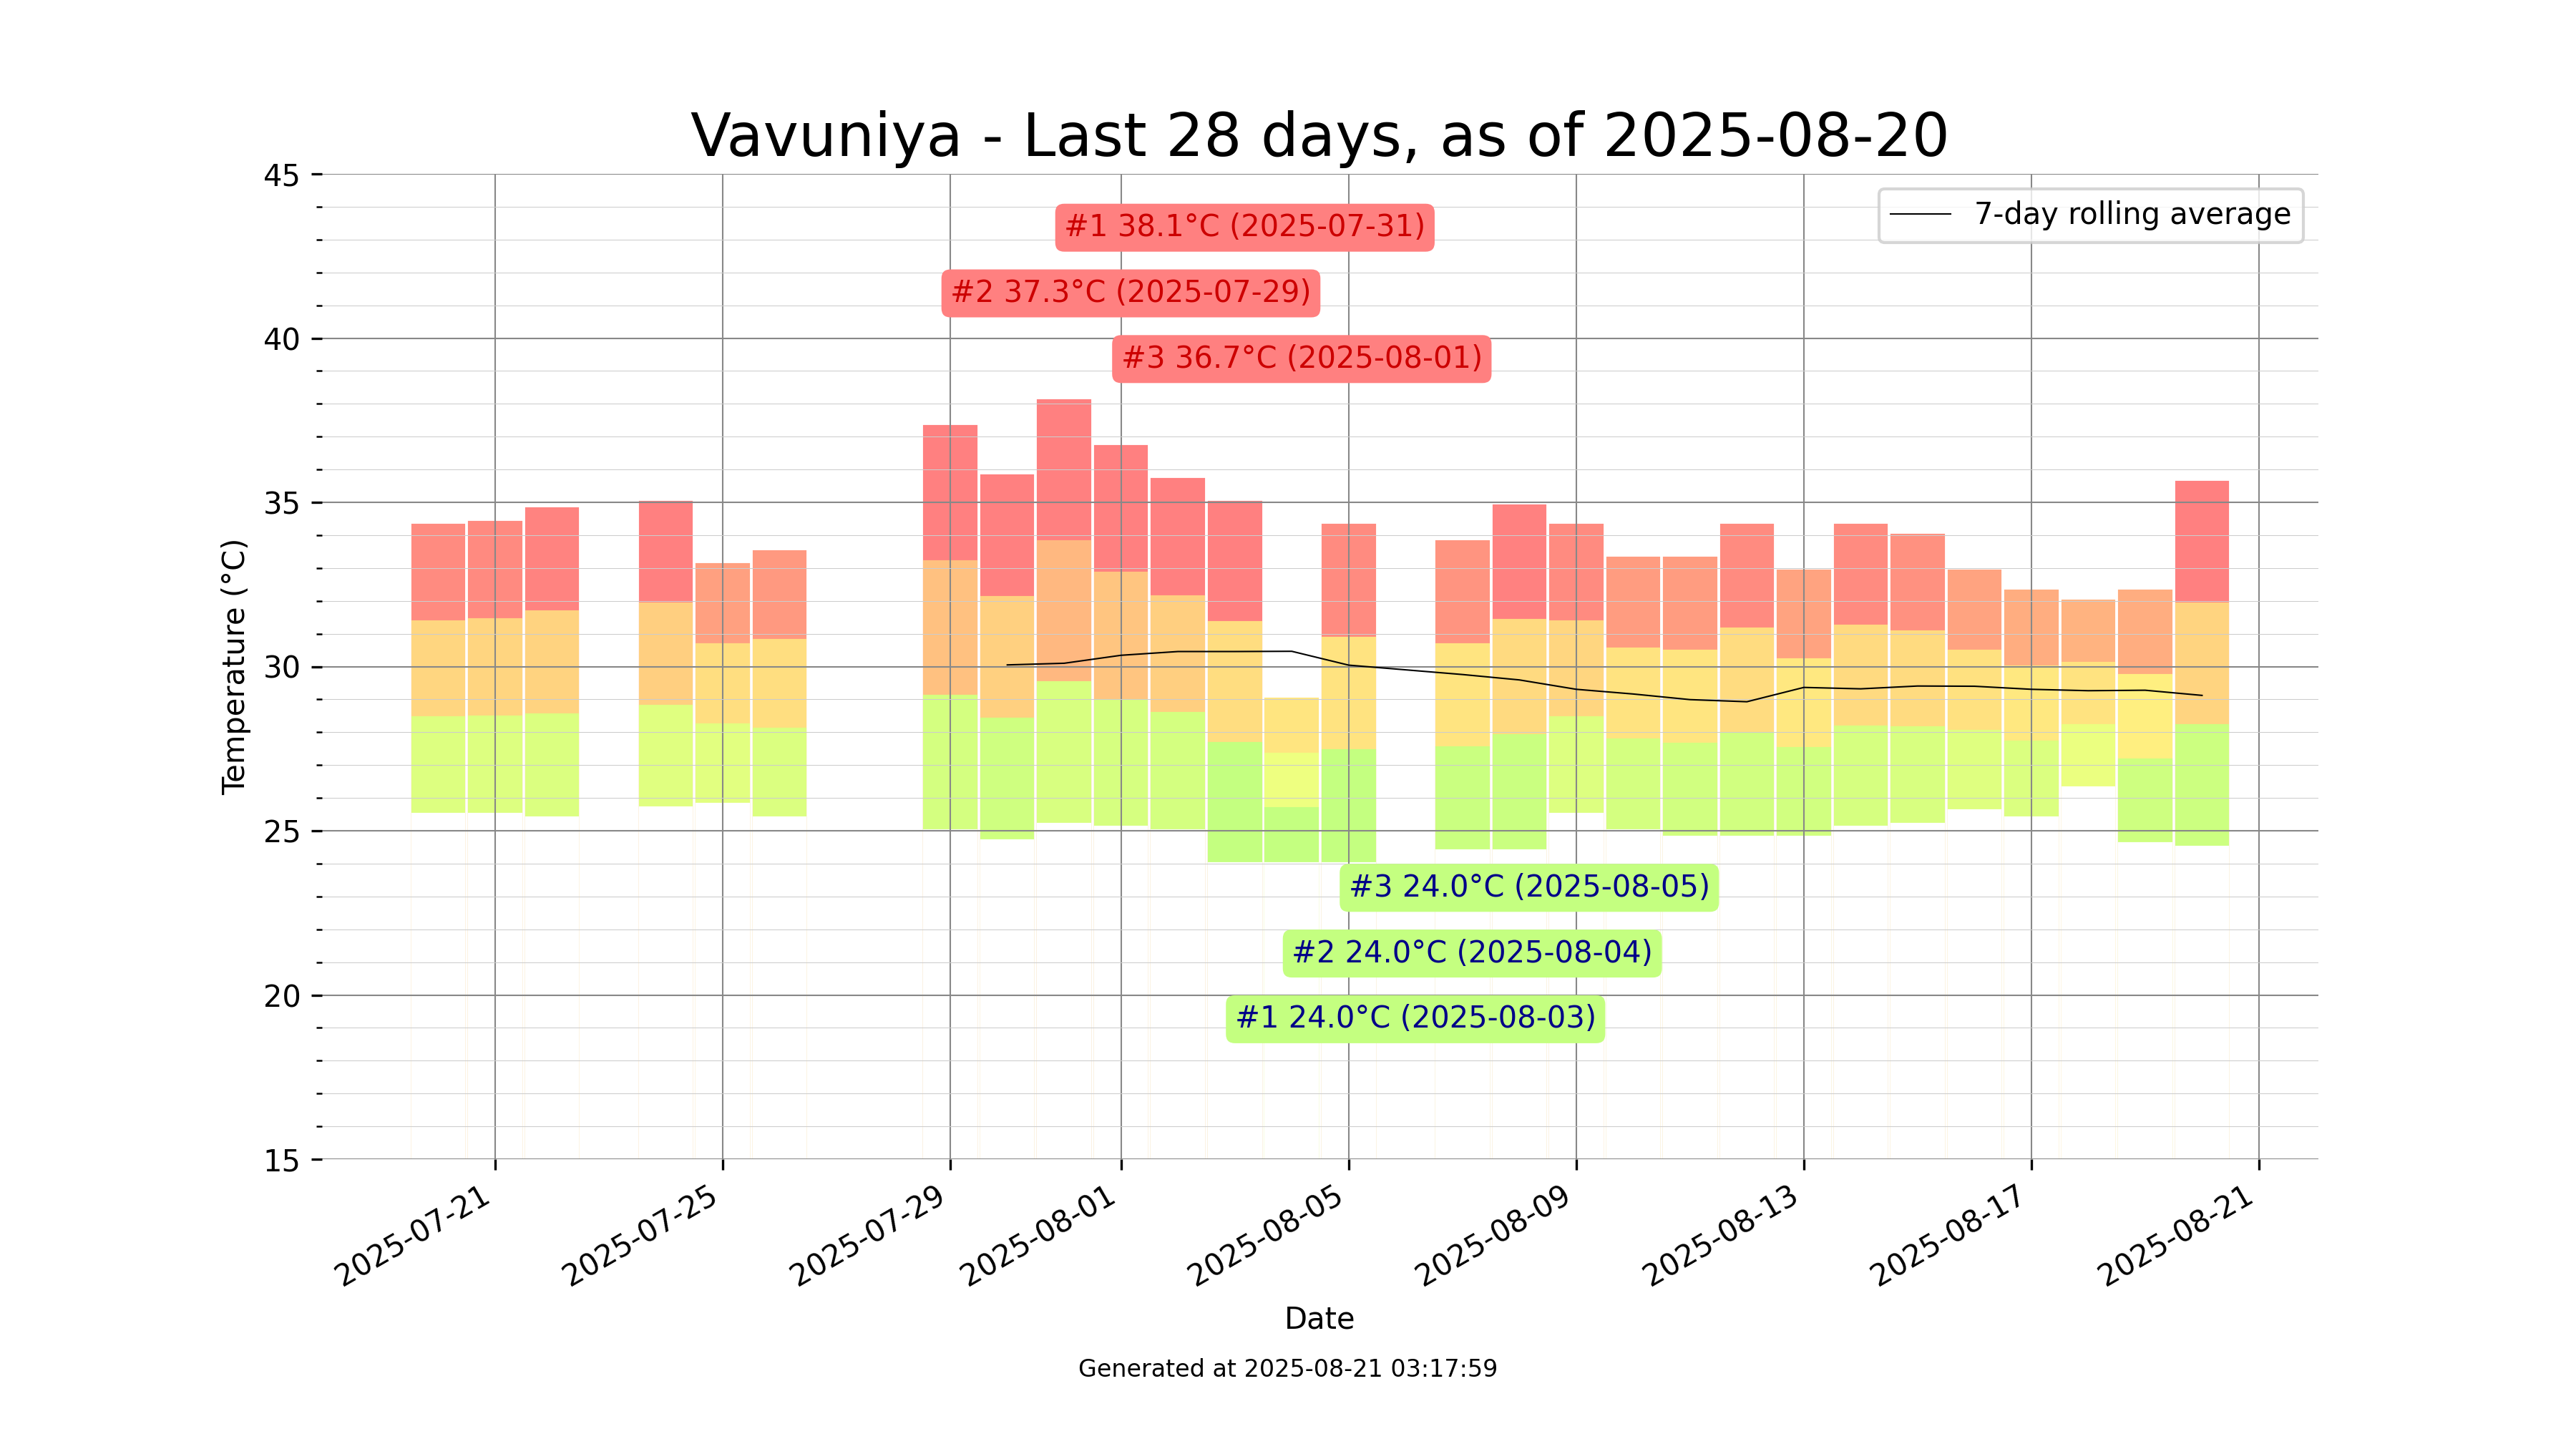 Vavuniya - Last 28 days, as of 2025-08-20
45
40
35
30
25
20
15
Temperature (°C)
7-day rolling average
#1 38.1°C (2025-07-31)
#2 37.3°C (2025-07-29)
#3 36.7°C (2025-08-01)
#3 24.0°C (2025-08-05)
#2 24.0°C (2025-08-04)
#1 24.0°C (2025-08-03)
2025-07-21
2025-07-25
2025-07-29
2025-08-01
2025-08-05
2025-08-09
2025-08-13
2025-08-17
2025-08-21
Date
Generated at 2025-08-21 03:17:59